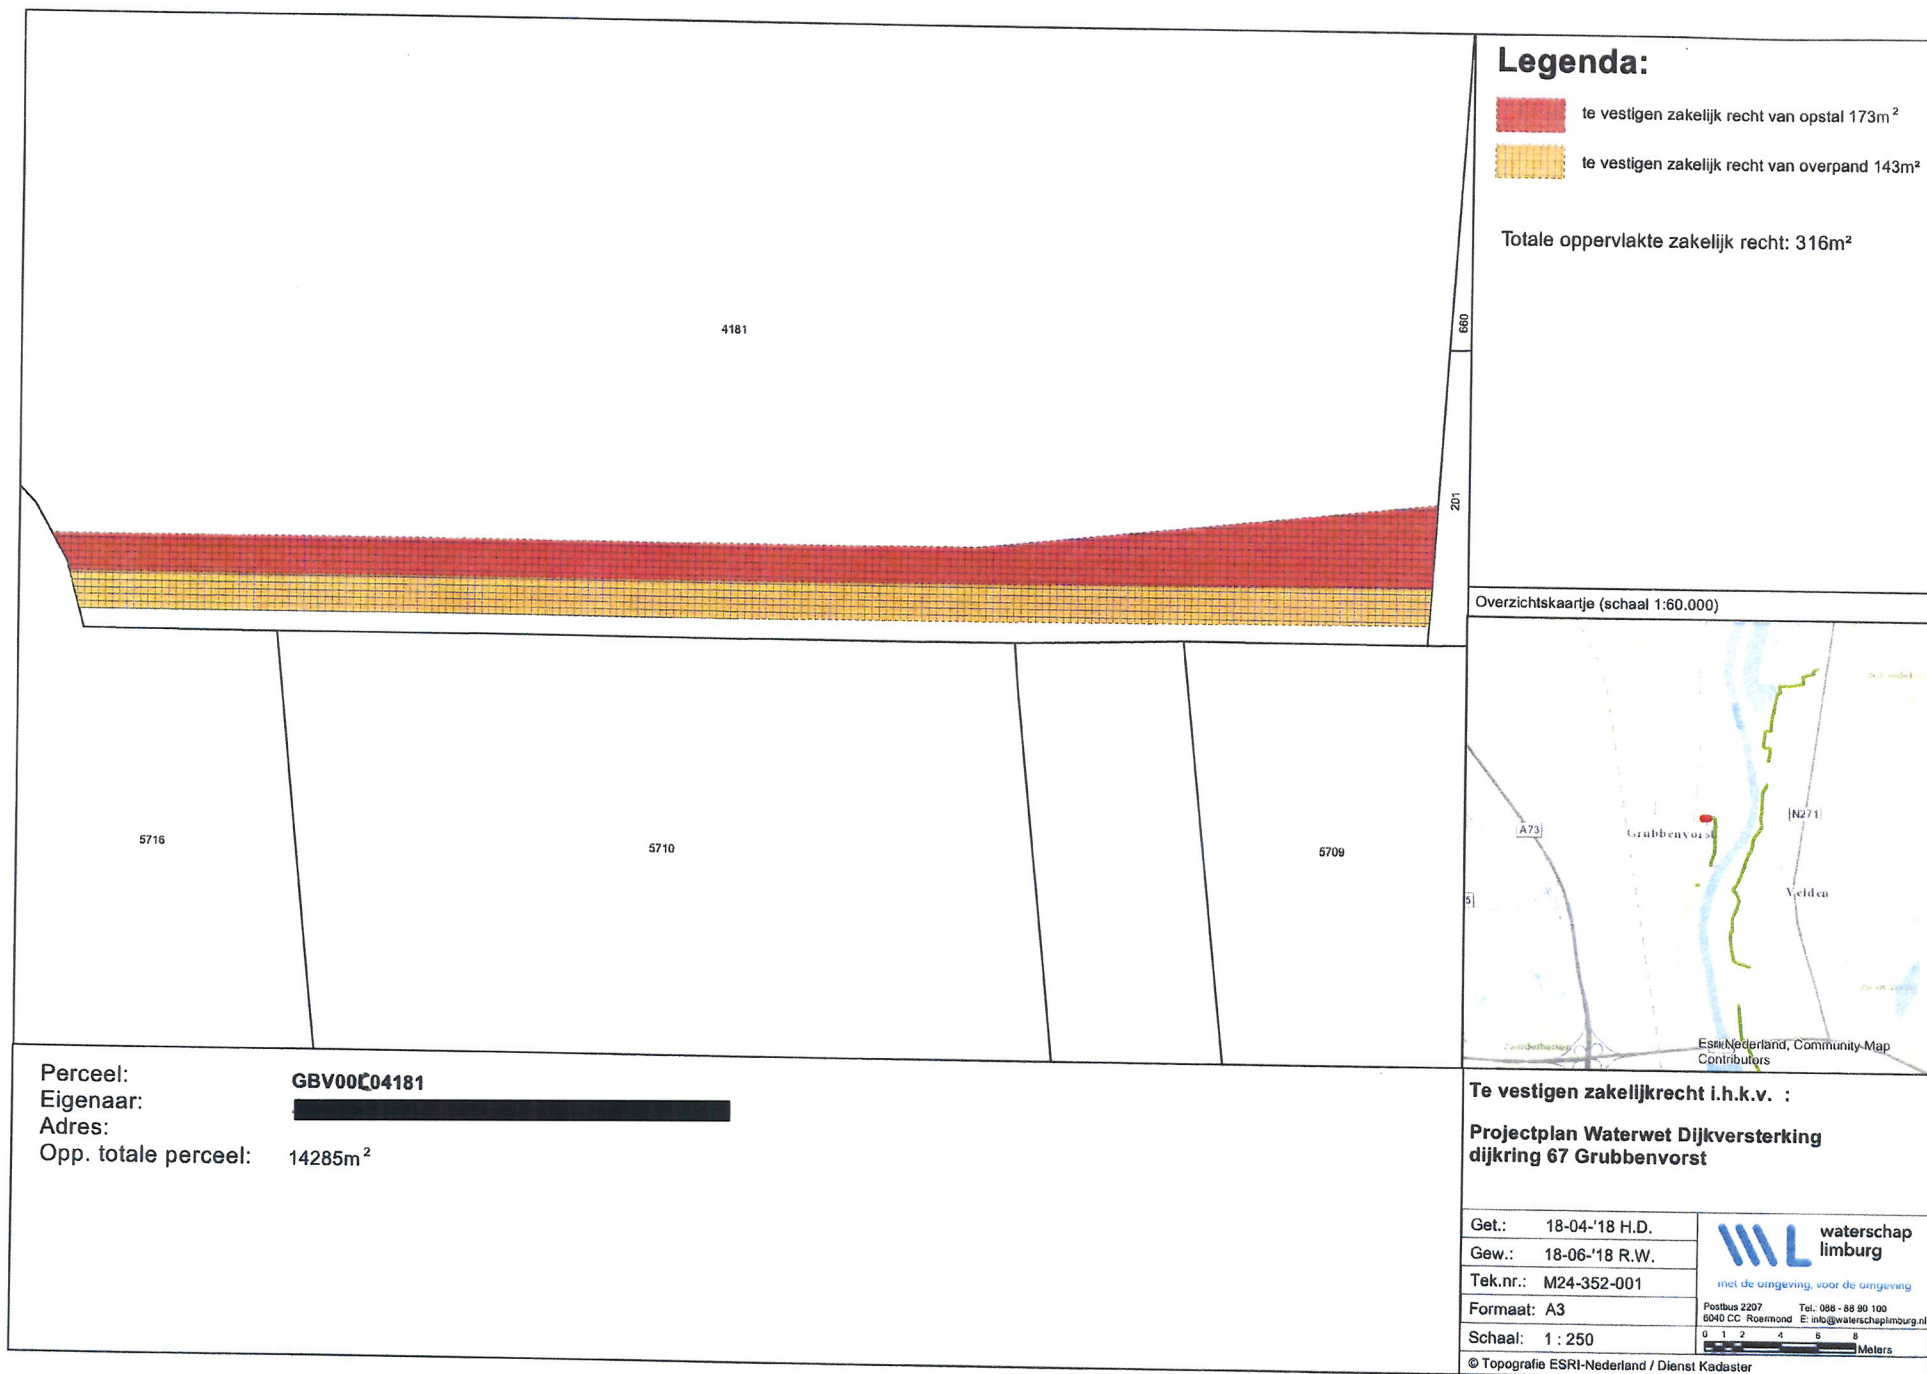 Legenda:
te vestigen zakelijk recht van opstal 173m²
te vestigen zakelijk recht van overpand 143m²
Totale oppervlakte zakelijk recht: 316m²
4181
660
201
5716
5710
5709
Overzichtskaartje (schaal 1:60.000)
A73
Grubbenvorst
N271
Velden
5
Zaarderheiken
Esri Nederland, Community Map
Contributors
Perceel: GBV00L04181
Eigenaar:
Adres:
Opp. totale perceel: 14285m²
Te vestigen zakelijkrecht i.h.k.v. :
Projectplan Waterwet Dijkversterking
dijkring 67 Grubbenvorst
Get.: 18-04-'18 H.D.
Gew.: 18-06-'18 R.W.
Tek.nr.: M24-352-001
Formaat: A3
Schaal: 1 : 250
waterschap
limburg
met de omgeving, voor de omgeving
Postbus 2207 Tel.: 088 - 88 90 100
6040 CC Roermond E: info@waterschaplimburg.nl
0 1 2 4 6 8
Meters
© Topografie ESRI-Nederland / Dienst Kadaster